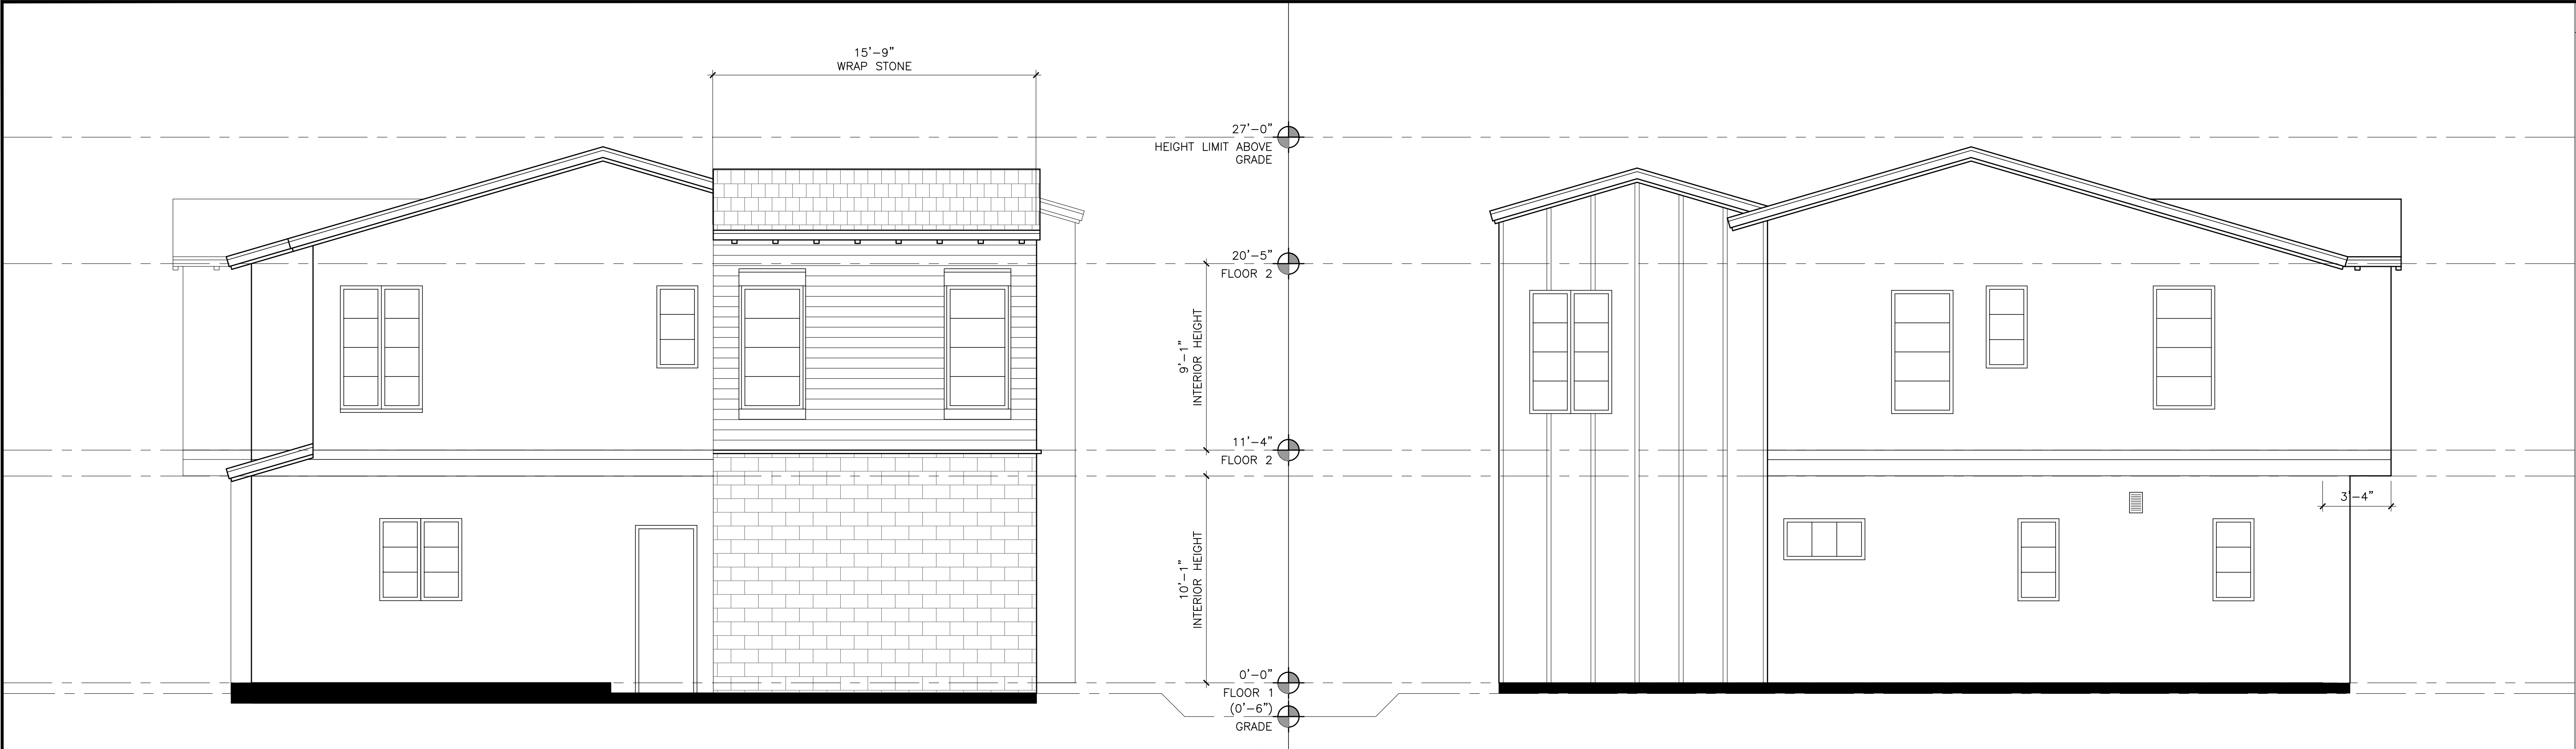 15'-9"
WRAP STONE
27'-0"
HEIGHT LIMIT ABOVE
GRADE
20'-5"
FLOOR 2
9'-1"
INTERIOR HEIGHT
11'-4"
FLOOR 2
3'-4"
10'-1"
INTERIOR HEIGHT
0'-0"
FLOOR 1
(0'-6")
GRADE